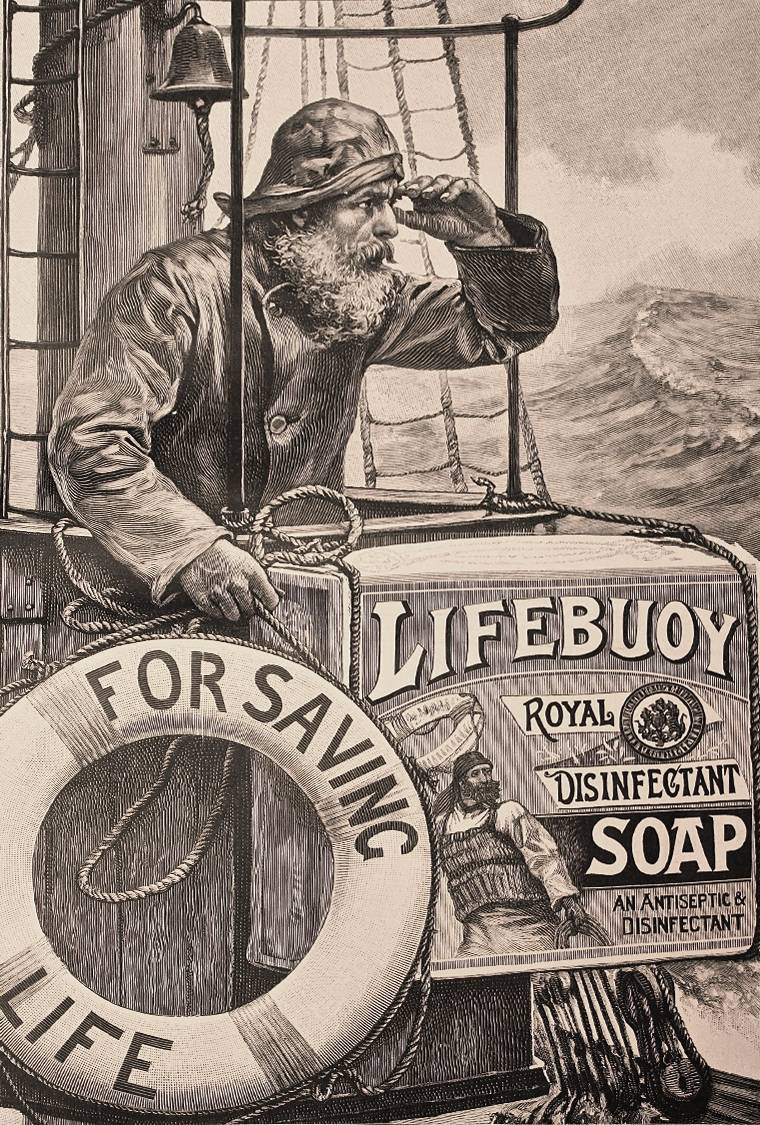 FOR SAVING
LIFE
LIFEBUOY
ROYAL
DISINFECTANT
SOAP
AN ANTISEPTIC &
DISINFECTANT